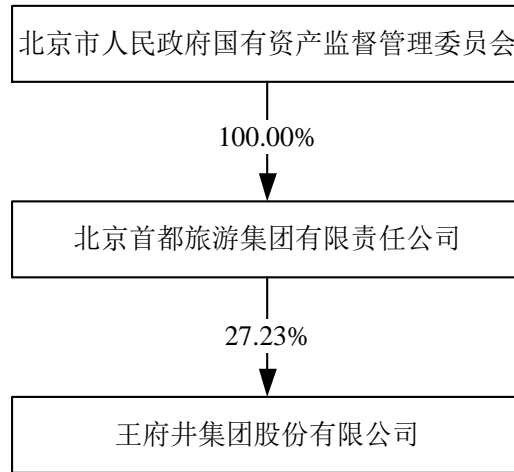 北京市人民政府国有资产监督管理委员会
100.00%
北京首都旅游集团有限责任公司
27.23%
王府井集团股份有限公司